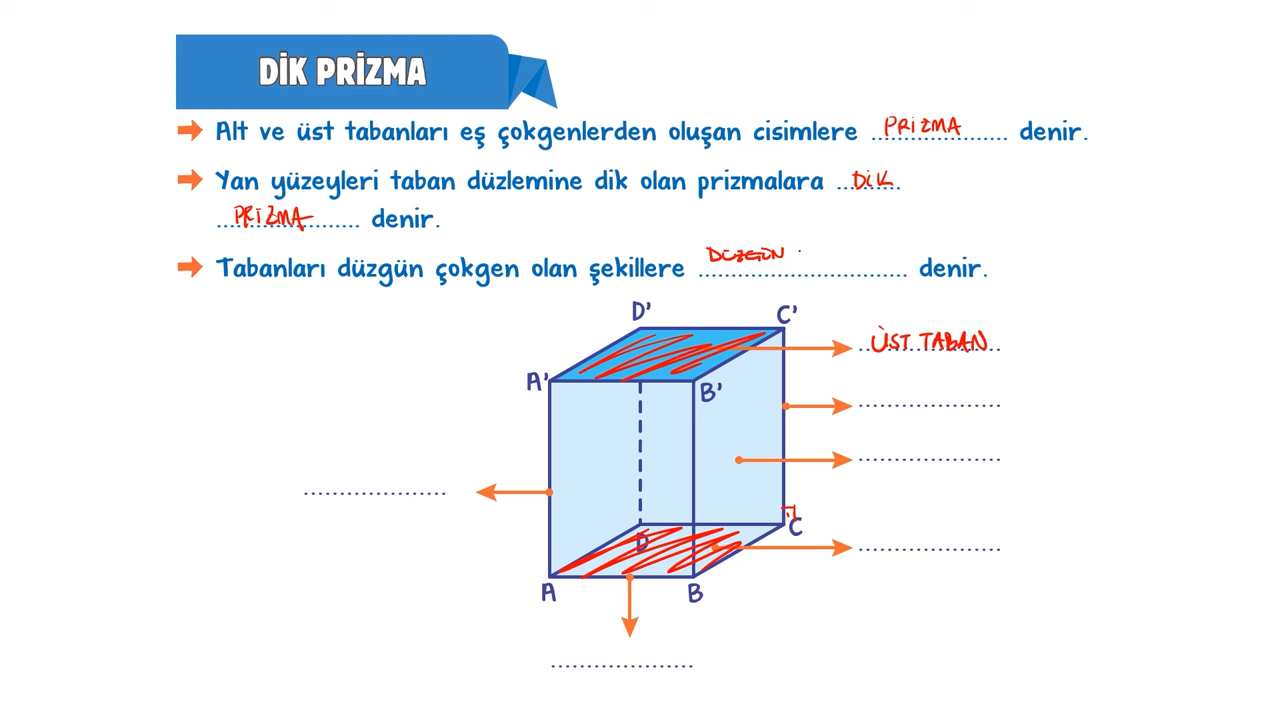 DİK PRİZMA
Alt ve üst tabanları eş çokgenlerden oluşan cisimlere PRİZMA denir.
Yan yüzeyleri taban düzlemine dik olan prizmalara DİK
PRİZMA denir.
Tabanları düzgün çokgen olan şekillere DÜZGÜN denir.
D' C'
ÜST TABAN
A' B'
D C
A B